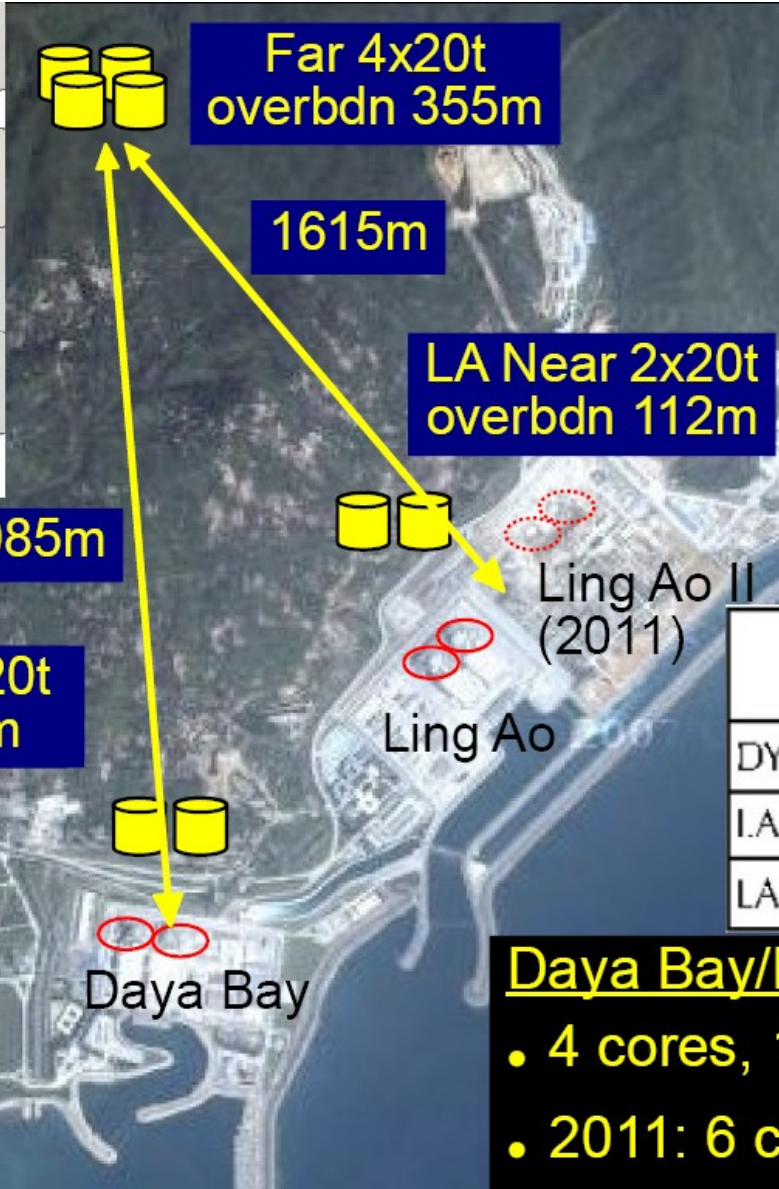 Far 4x20t
overbdn 355m
1615m
LA Near 2x20t
overbdn 112m
985m
Ling Ao II
(2011)
20t
m
Ling Ao
2007
DY
LA
LA
Daya Bay
Daya Bay/
• 4 cores,
• 2011: 6 c